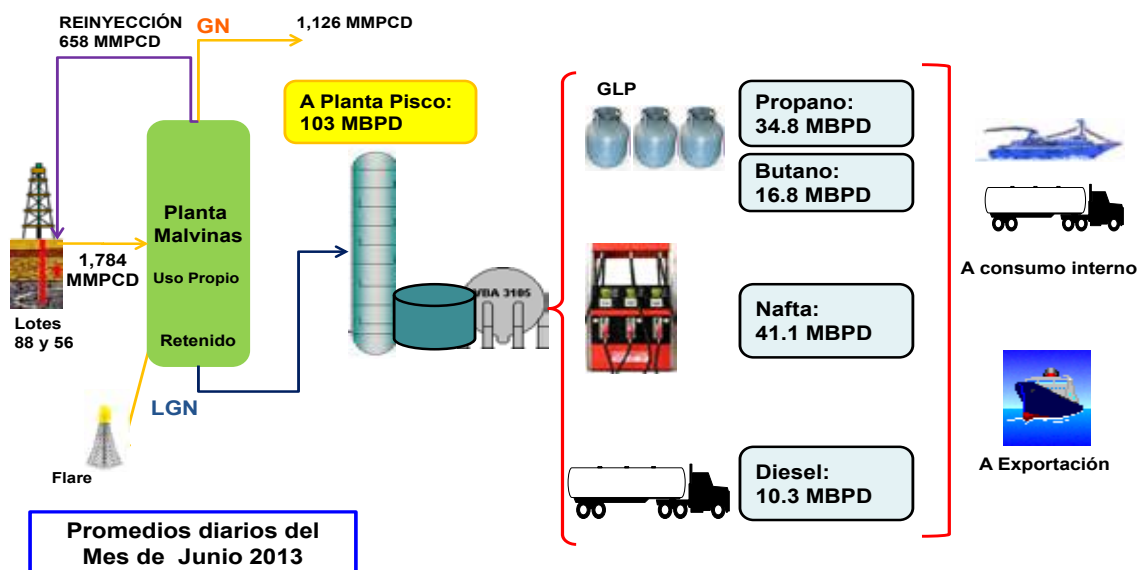 REINYECCIÓN
658 MMPCD
GN
1,126 MMPCD
A Planta Pisco:
103 MBPD
GLP
Propano:
34.8 MBPD
Butano:
16.8 MBPD
Planta
Malvinas
Uso Propio
Retenido
1,784
MMPCD
Lotes
88 y 56
VBA 3185
A consumo interno
Nafta:
41.1 MBPD
LGN
Flare
Diesel:
10.3 MBPD
A Exportación
Promedios diarios del
Mes de Junio 2013